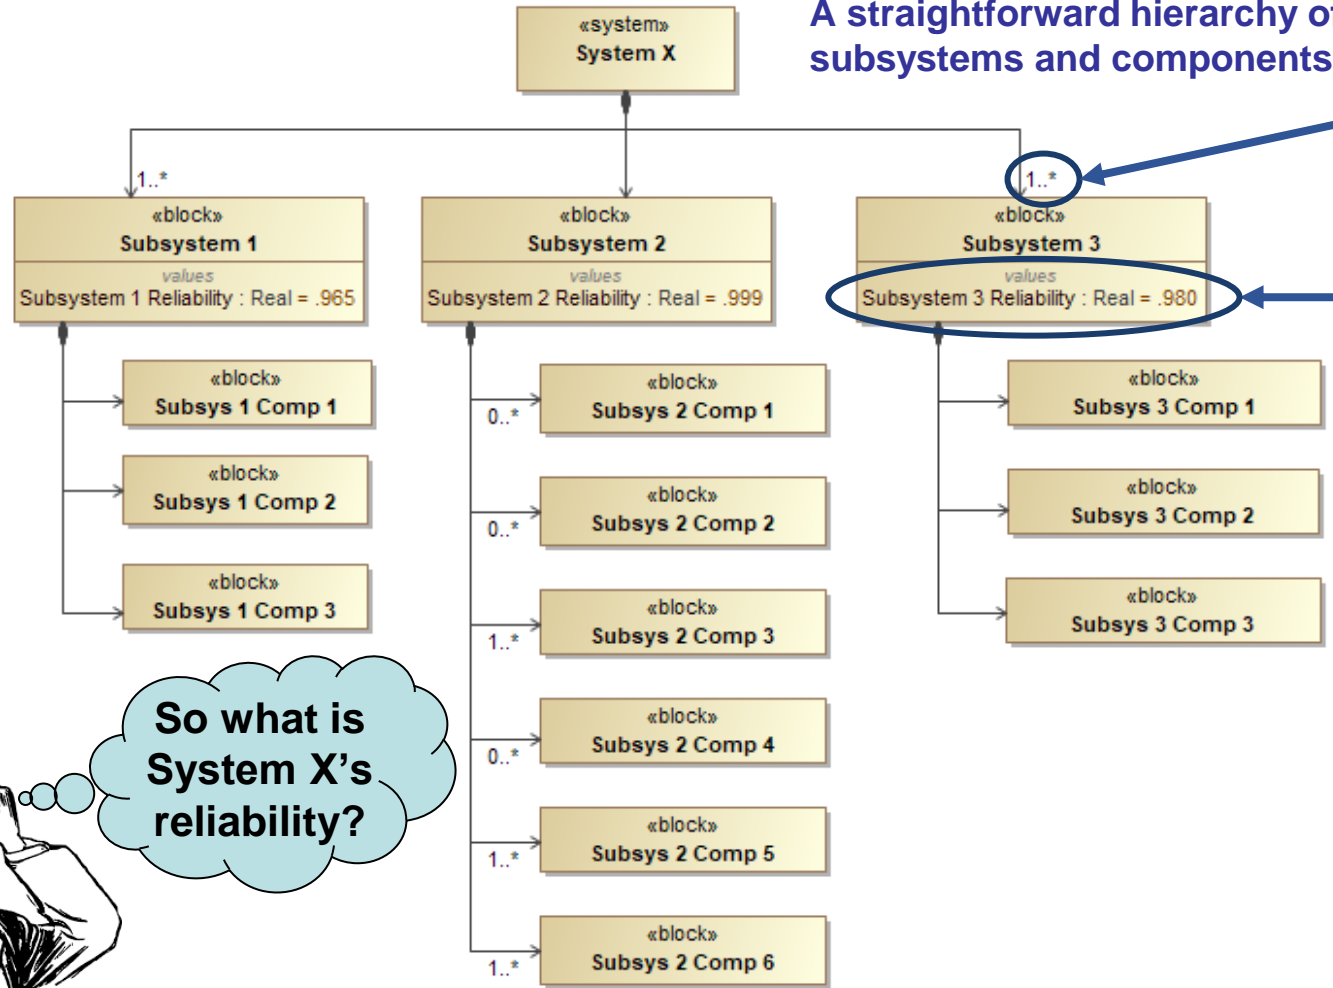 A straightforward hierarchy of
subsystems and components
«system»
System X
1..*
1..*
«block»
Subsystem 1
values
Subsystem 1 Reliability : Real = .965
«block»
Subsystem 2
values
Subsystem 2 Reliability : Real = .999
«block»
Subsystem 3
values
Subsystem 3 Reliability : Real = .980
«block»
Subsys 1 Comp 1
«block»
Subsys 1 Comp 2
«block»
Subsys 1 Comp 3
0..*
«block»
Subsys 2 Comp 1
0..*
«block»
Subsys 2 Comp 2
1..*
«block»
Subsys 2 Comp 3
0..*
«block»
Subsys 2 Comp 4
1..*
«block»
Subsys 2 Comp 5
1..*
«block»
Subsys 2 Comp 6
«block»
Subsys 3 Comp 1
«block»
Subsys 3 Comp 2
«block»
Subsys 3 Comp 3
So what is
System X’s
reliability?